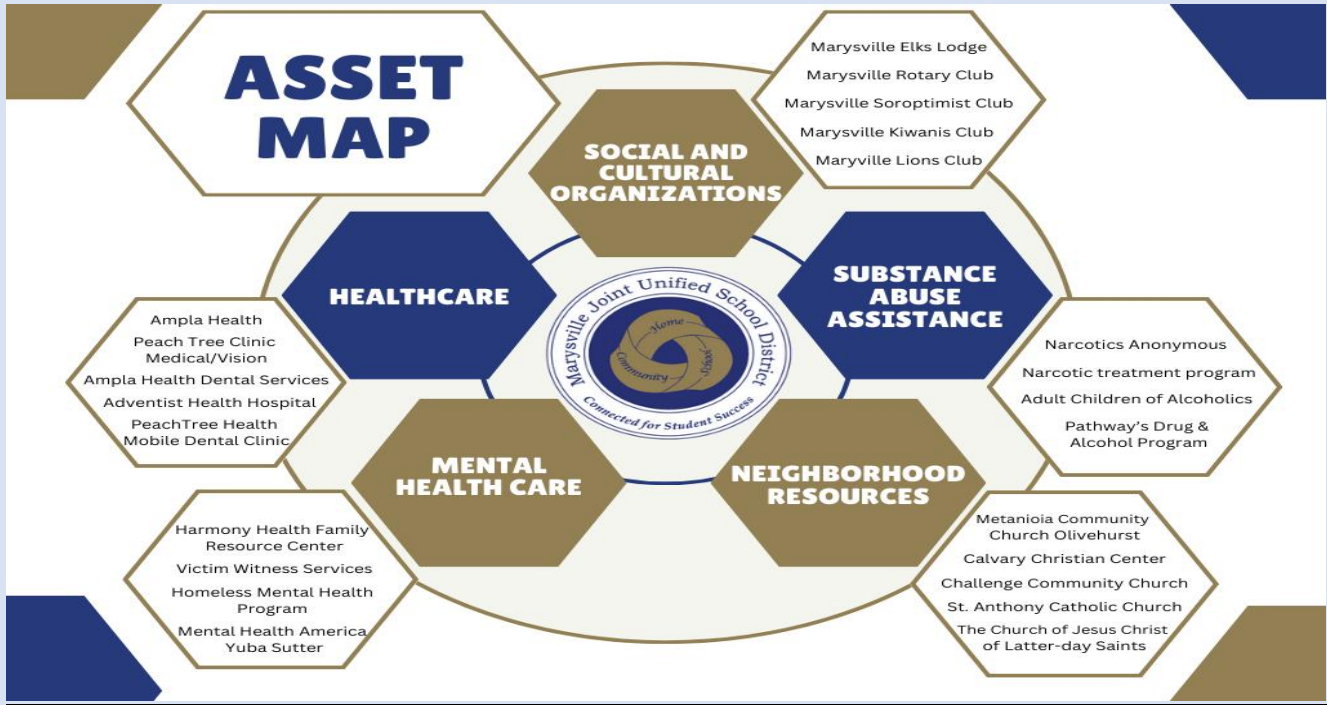 ASSET
MAP
SOCIAL AND
CULTURAL
ORGANIZATIONS
Marysville Elks Lodge
Marysville Rotary Club
Marysville Soroptimist Club
Marysville Kiwanis Club
Maryville Lions Club
HEALTHCARE
Ampla Health
Peach Tree Clinic
Medical/Vision
Ampla Health Dental Services
Adventist Health Hospital
PeachTree Health
Mobile Dental Clinic
Marysville Joint Unified School District
Home
School
Community
Connected for Student Success
SUBSTANCE
ABUSE
ASSISTANCE
Narcotics Anonymous
Narcotic treatment program
Adult Children of Alcoholics
Pathway's Drug &
Alcohol Program
MENTAL
HEALTH CARE
Harmony Health Family
Resource Center
Victim Witness Services
Homeless Mental Health
Program
Mental Health America
Yuba Sutter
NEIGHBORHOOD
RESOURCES
Metanioia Community
Church Olivehurst
Calvary Christian Center
Challenge Community Church
St. Anthony Catholic Church
The Church of Jesus Christ
of Latter-day Saints